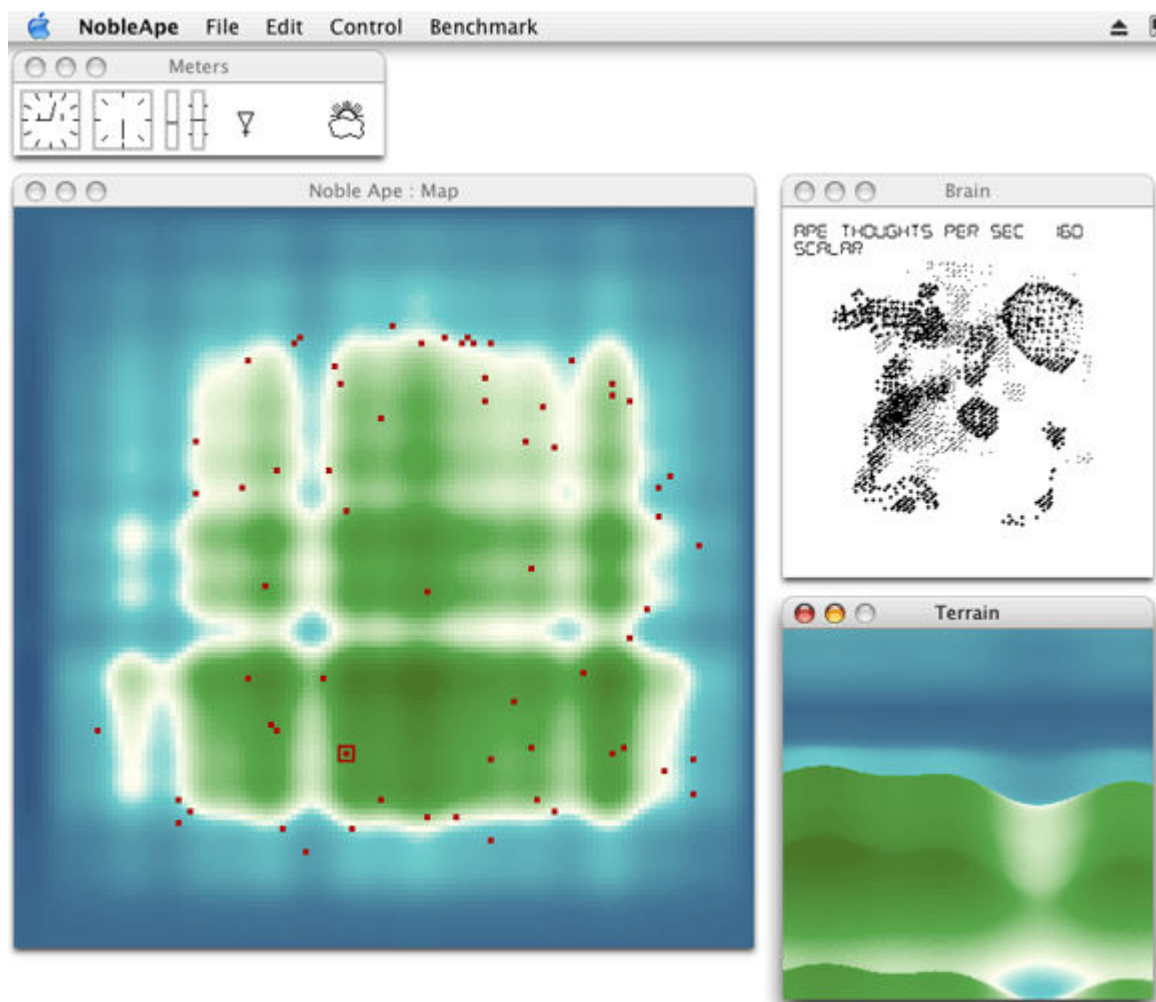 NobleApe File Edit Control Benchmark
Meters
Noble Ape : Map
Brain
APE THOUGHTS PER SEC 160
SCALAR
Terrain